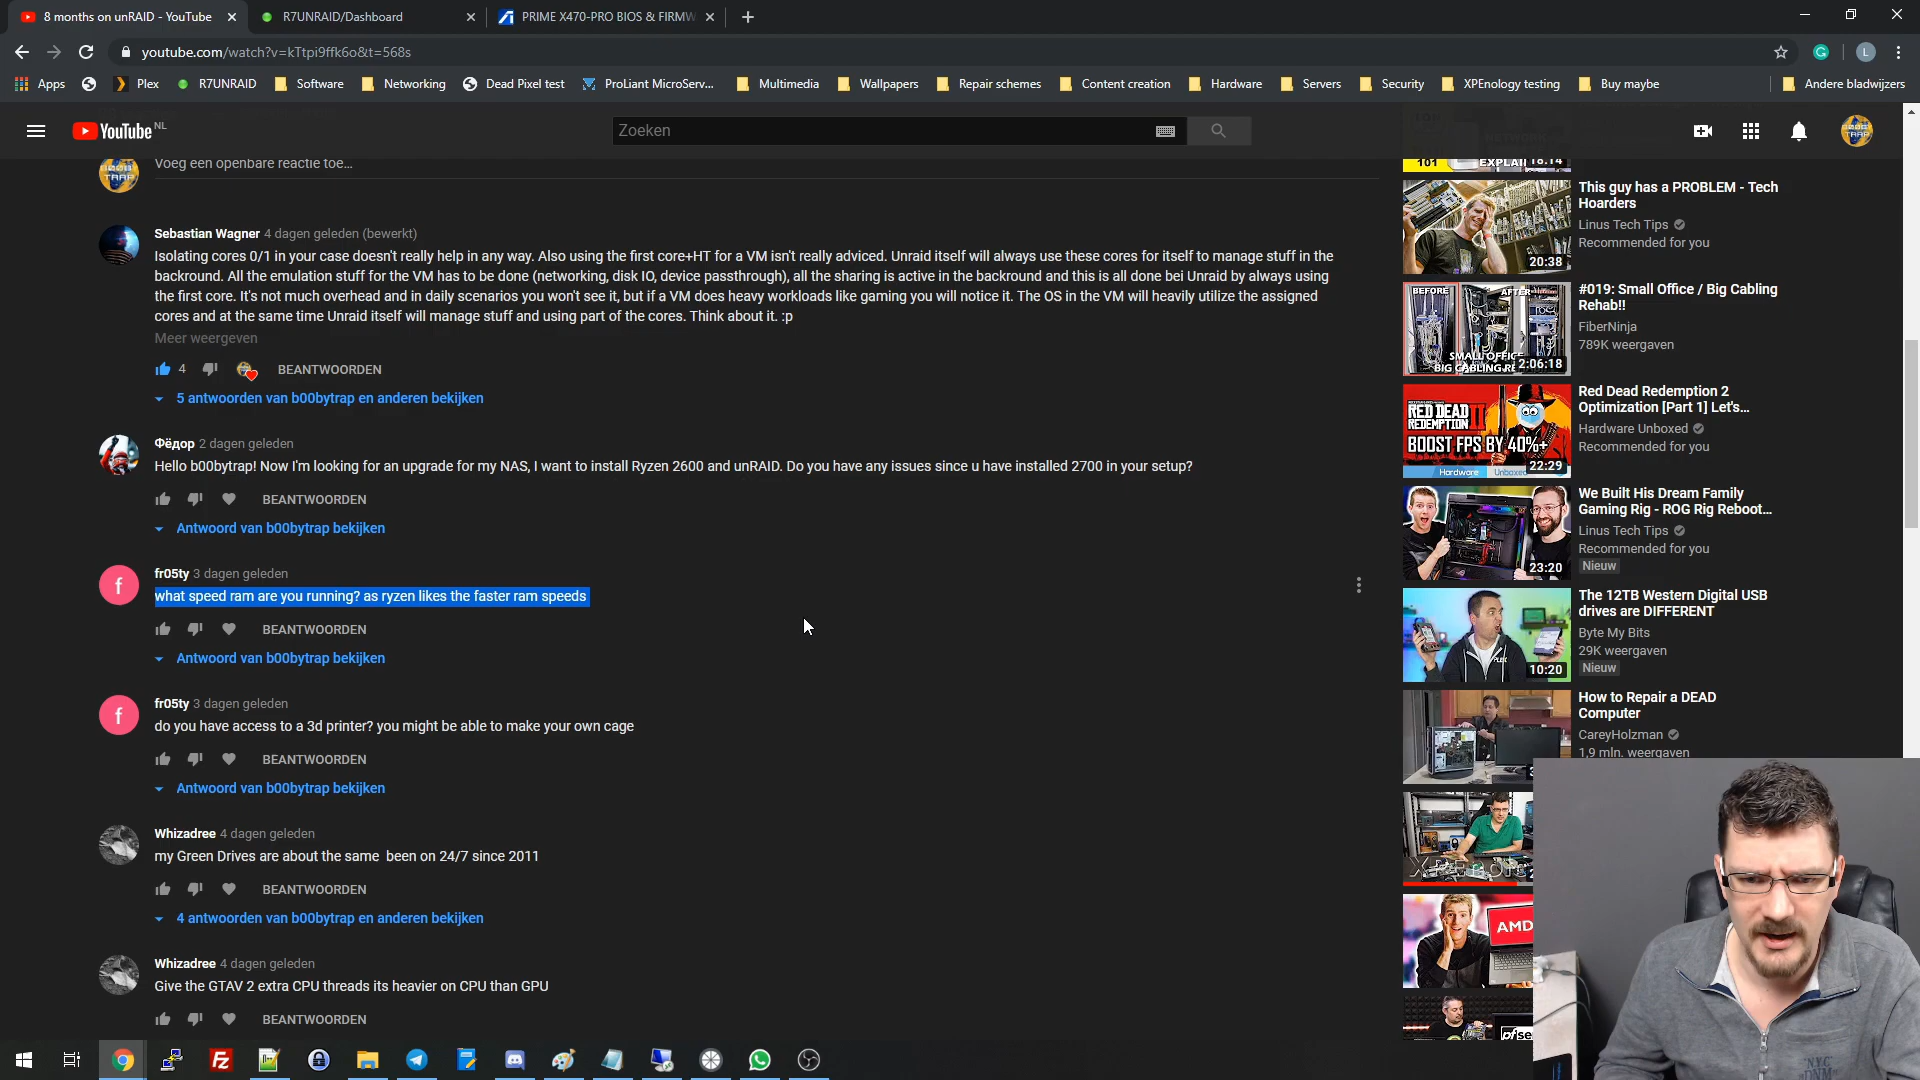 8 months on unRAID - YouTube
R7UNRAID/Dashboard
PRIME X470-PRO BIOS & FIRMW
youtube.com/watch?v=kTtpi9ffk6o&t=568s
Apps
Plex
R7UNRAID
Software
Networking
Dead Pixel test
ProLiant MicroServ...
Multimedia
Wallpapers
Repair schemes
Content creation
Hardware
Servers
Security
XPEnology testing
Buy maybe
Andere bladwijzers
YouTube NL
Zoeken
Voeg een openbare reactie toe...
Sebastian Wagner 4 dagen geleden (bewerkt)
Isolating cores 0/1 in your case doesn't really help in any way. Also using the first core+HT for a VM isn't really adviced. Unraid itself will always use these cores for itself to manage stuff in the
backround. All the emulation stuff for the VM has to be done (networking, disk IO, device passthrough), all the sharing is active in the backround and this is all done bei Unraid by always using
the first core. It's not much overhead and in daily scenarios you won't see it, but if a VM does heavy workloads like gaming you will notice it. The OS in the VM will heavily utilize the assigned
cores and at the same time Unraid itself will manage stuff and using part of the cores. Think about it. :p
Meer weergeven
4
BEANTWOORDEN
5 antwoorden van b00bytrap en anderen bekijken
Фёдор 2 dagen geleden
Hello b00bytrap! Now I'm looking for an upgrade for my NAS, I want to install Ryzen 2600 and unRAID. Do you have any issues since u have installed 2700 in your setup?
BEANTWOORDEN
Antwoord van b00bytrap bekijken
fr05ty 3 dagen geleden
what speed ram are you running? as ryzen likes the faster ram speeds
BEANTWOORDEN
Antwoord van b00bytrap bekijken
fr05ty 3 dagen geleden
do you have access to a 3d printer? you might be able to make your own cage
BEANTWOORDEN
Antwoord van b00bytrap bekijken
Whizadree 4 dagen geleden
my Green Drives are about the same  been on 24/7 since 2011
BEANTWOORDEN
4 antwoorden van b00bytrap en anderen bekijken
Whizadree 4 dagen geleden
Give the GTAV 2 extra CPU threads its heavier on CPU than GPU
BEANTWOORDEN
101
EXPLAI
18:14
20:38
This guy has a PROBLEM - Tech
Hoarders
Linus Tech Tips
Recommended for you
BEFORE
AFTER
SMALL OFFIC
BIG CABLING RE
2:06:18
#019: Small Office / Big Cabling
Rehab!!
FiberNinja
789K weergaven
RED DEAD
REDEMPTION II
BOOST FPS BY 40%+
Hardware Unboxed
22:29
Red Dead Redemption 2
Optimization [Part 1] Let's...
Hardware Unboxed
Recommended for you
23:20
We Built His Dream Family
Gaming Rig - ROG Rig Reboot...
Linus Tech Tips
Recommended for you
Nieuw
10:20
The 12TB Western Digital USB
drives are DIFFERENT
Byte My Bits
29K weergaven
Nieuw
How to Repair a DEAD
Computer
CareyHolzman
1,9 mln. weergaven
AMD
pfse
N.Y.C
DNM